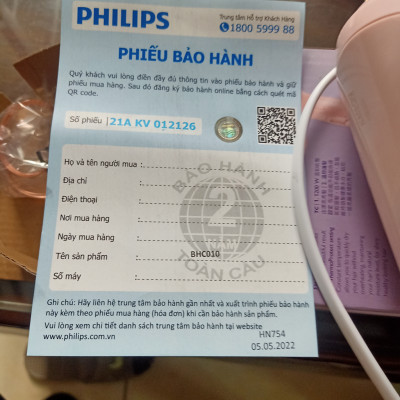 PHILIPS
Trung tâm Hỗ trợ Khách Hàng
1800 5999 88
PHIẾU BẢO HÀNH
Quý khách vui lòng điền đầy đủ thông tin vào phiếu bảo hành và giữ
phiếu mua hàng. Sau đó đăng ký bảo hành online bằng cách quét mã
QR code.
Số phiếu 21A KV 012126
Họ và tên người mua :
Địa chỉ :
Điện thoại :
Nơi mua hàng :
Ngày mua hàng :
Tên sản phẩm : BHC010
Số máy :
BẢO HÀNH
2
TOÀN CẦU
Ghi chú: Hãy liên hệ trung tâm bảo hành gần nhất và xuất trình phiếu bảo hành
này kèm theo phiếu mua hàng (hóa đơn) khi cần bảo hành sản phẩm.
Vui lòng xem chi tiết danh sách trung tâm bảo hành tại website
www.philips.com.vn
HN754
05.05.2022